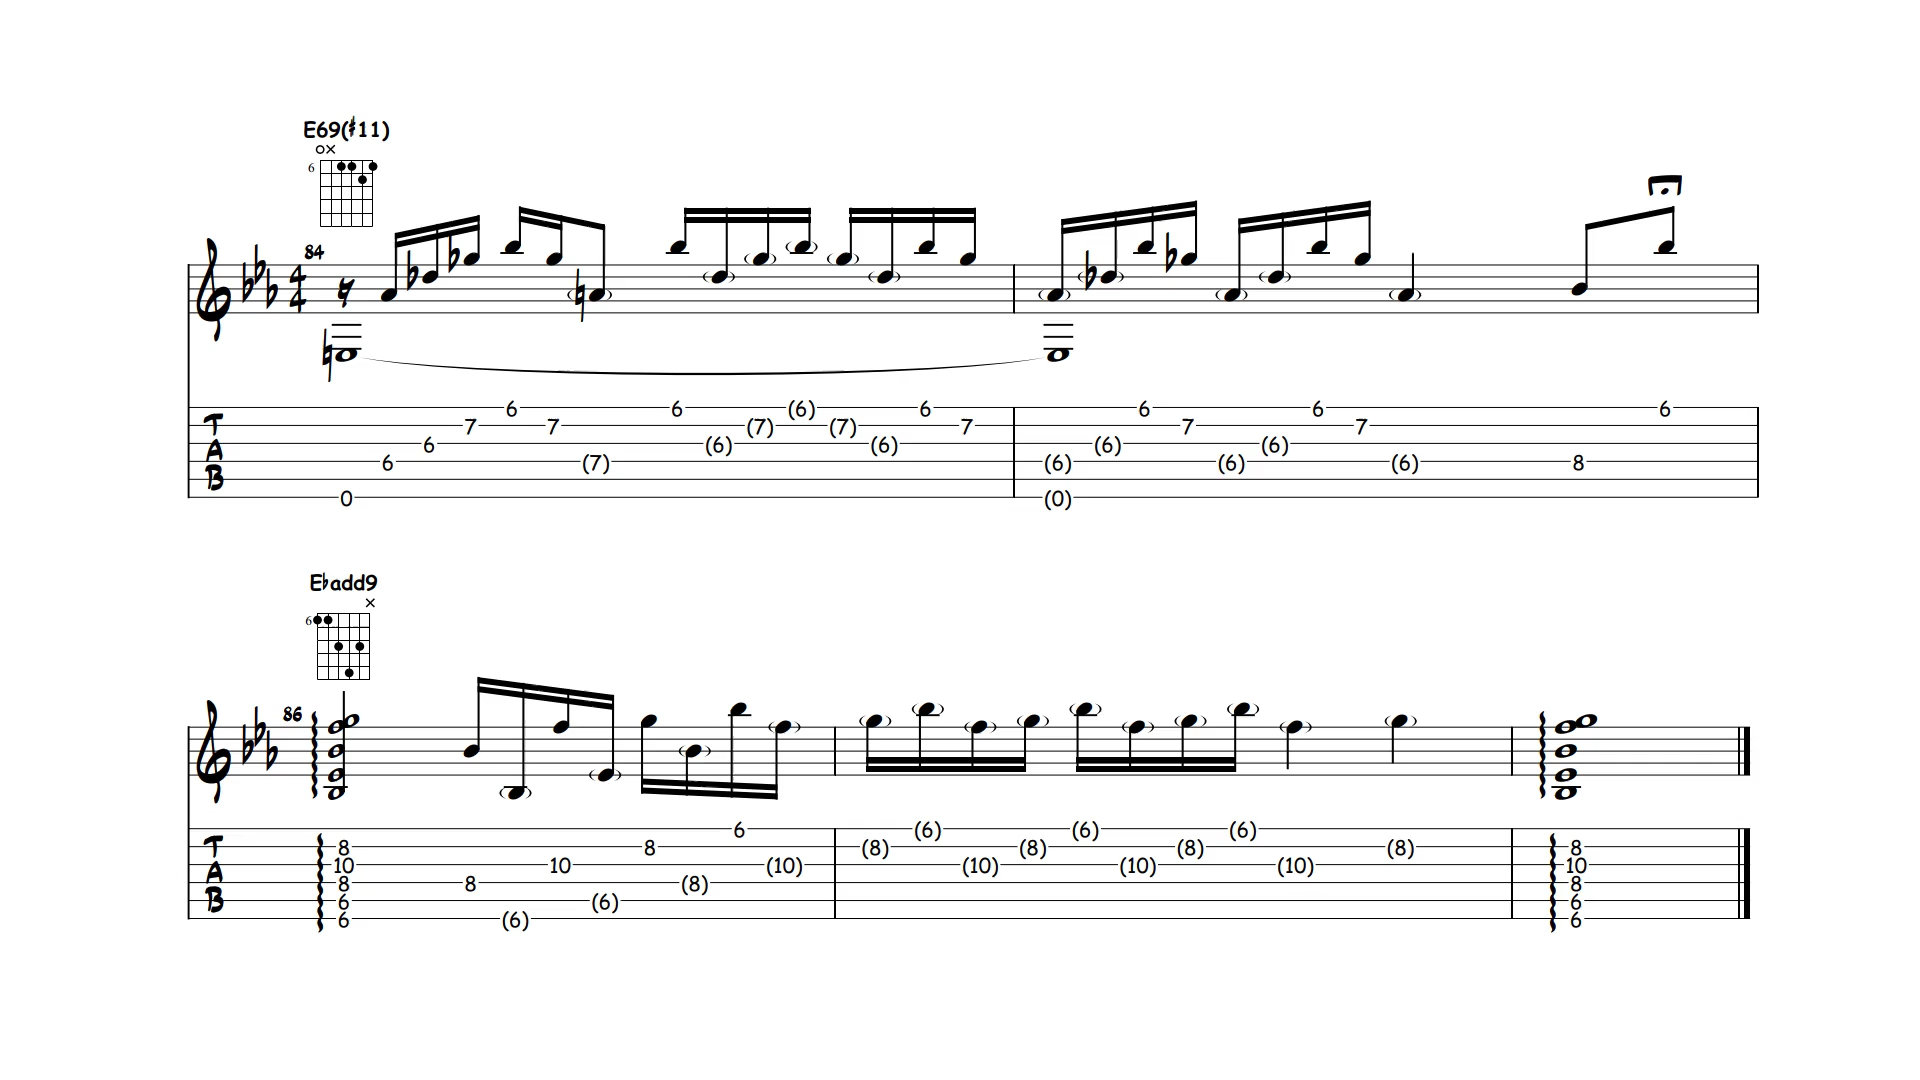 E69(♯11)
o×
6
84
4
4
6 7 6 7 6 (6) (7) (6) (7) (6) 6 7 6 7 6 7 6
T
A
B
6 6 (7) (6) (6) (6) (6) (6) 8
0 (0)
E♭add9
×
6
86
T
A
B
6 (6) (6) (6)
8 8 (8) (8) (8) (8) 8
10 10 (10) (10) (10) (10) 10
8 8 (8) 8
6 (6) 6
6 (6) 6